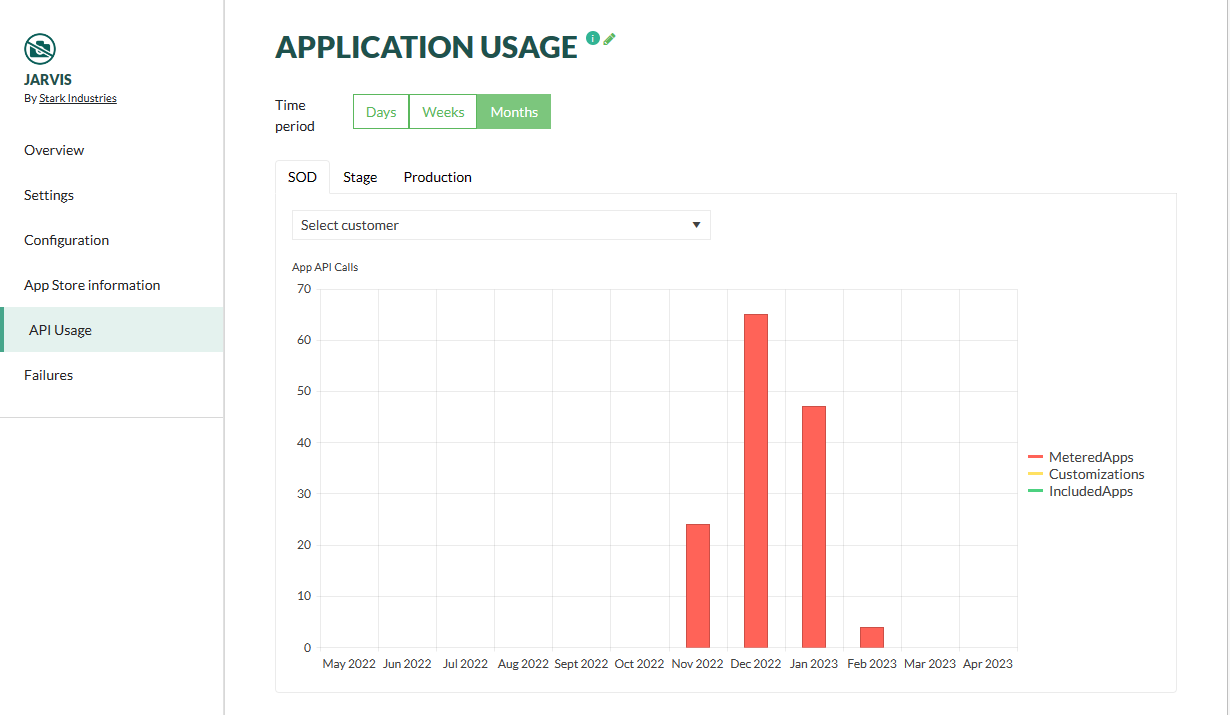 JARVIS
By Stark Industries
Overview
Settings
Configuration
App Store information
API Usage
Failures
APPLICATION USAGE
Time period
Days Weeks Months
SOD Stage Production
Select customer
App API Calls
70
60
50
40
30
20
10
0
May 2022 Jun 2022 Jul 2022 Aug 2022 Sept 2022 Oct 2022 Nov 2022 Dec 2022 Jan 2023 Feb 2023 Mar 2023 Apr 2023
MeteredApps
Customizations
IncludedApps